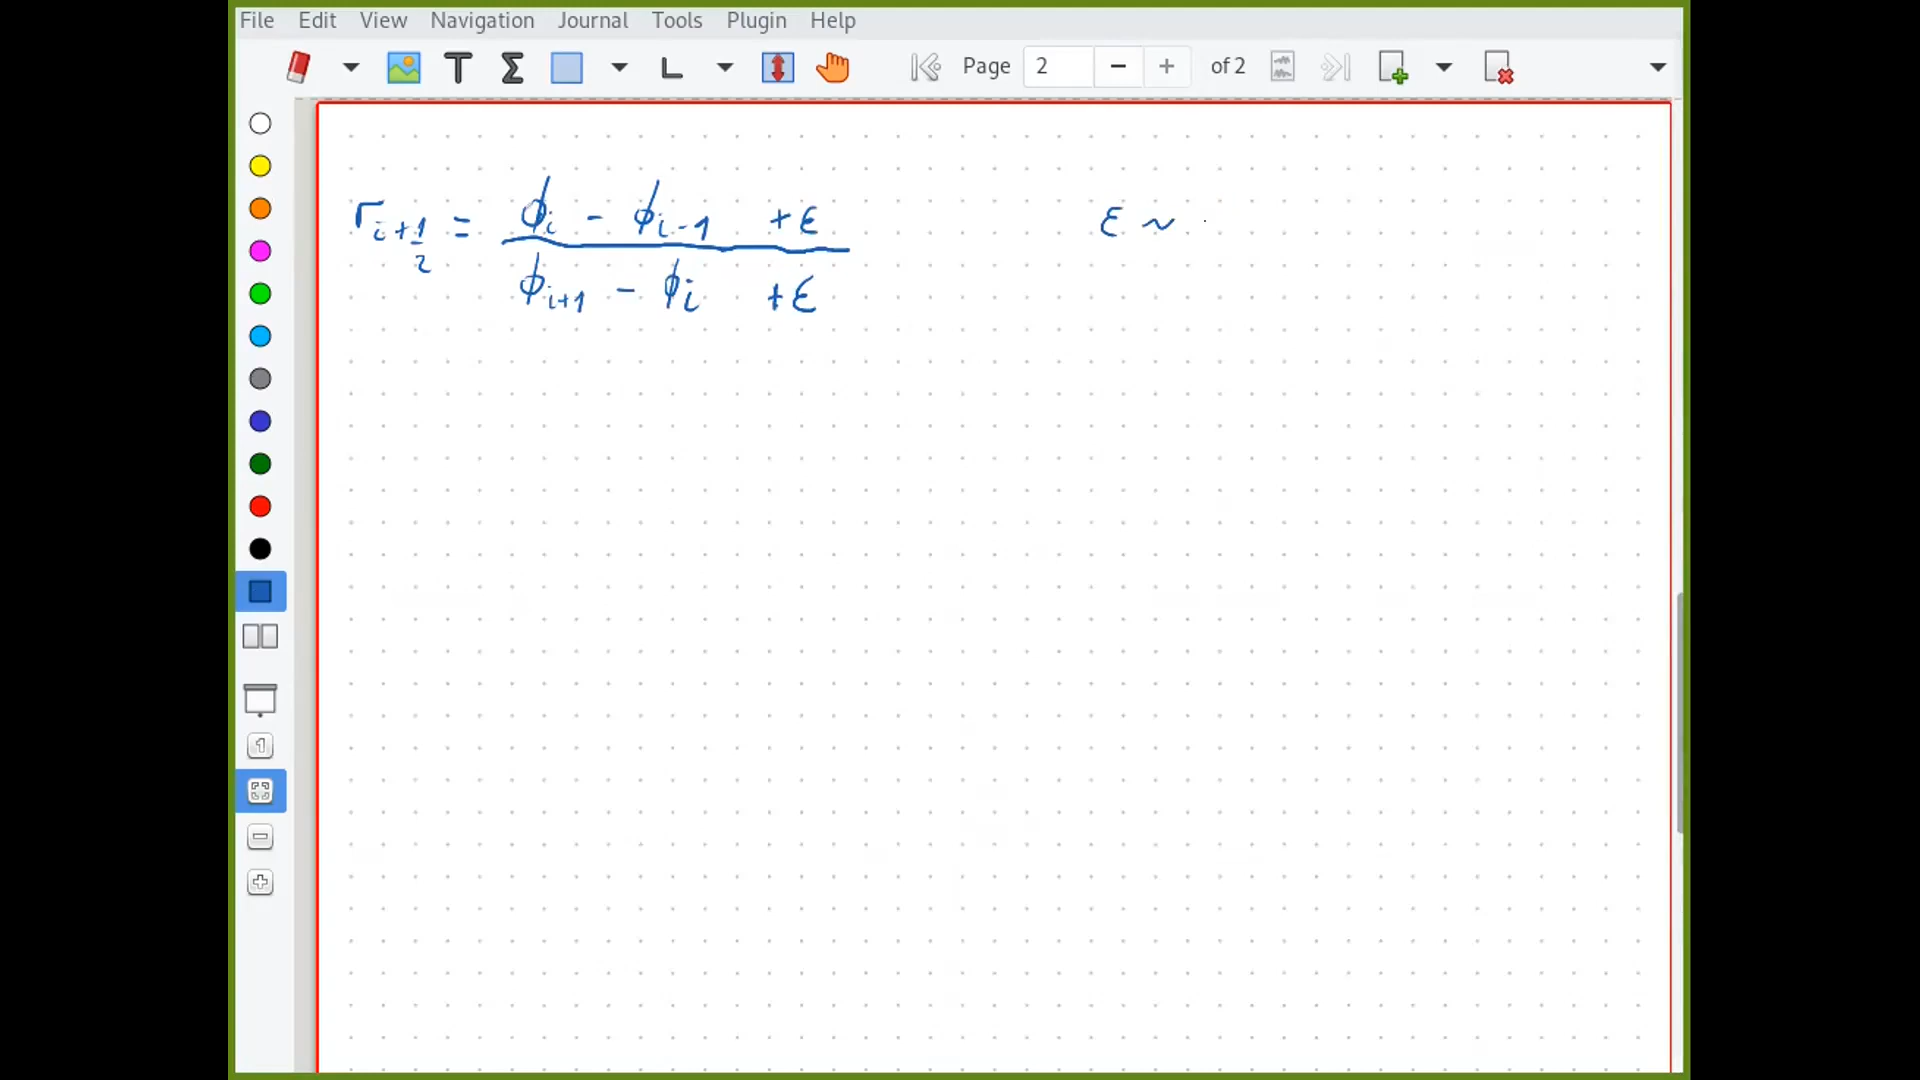 File Edit View Navigation Journal Tools Plugin Help
T Σ Page 2 − + of 2
r_{i+1/2} = (ϕ_i - ϕ_{i-1} + ε) / (ϕ_{i+1} - ϕ_i + ε)
ε ~
1